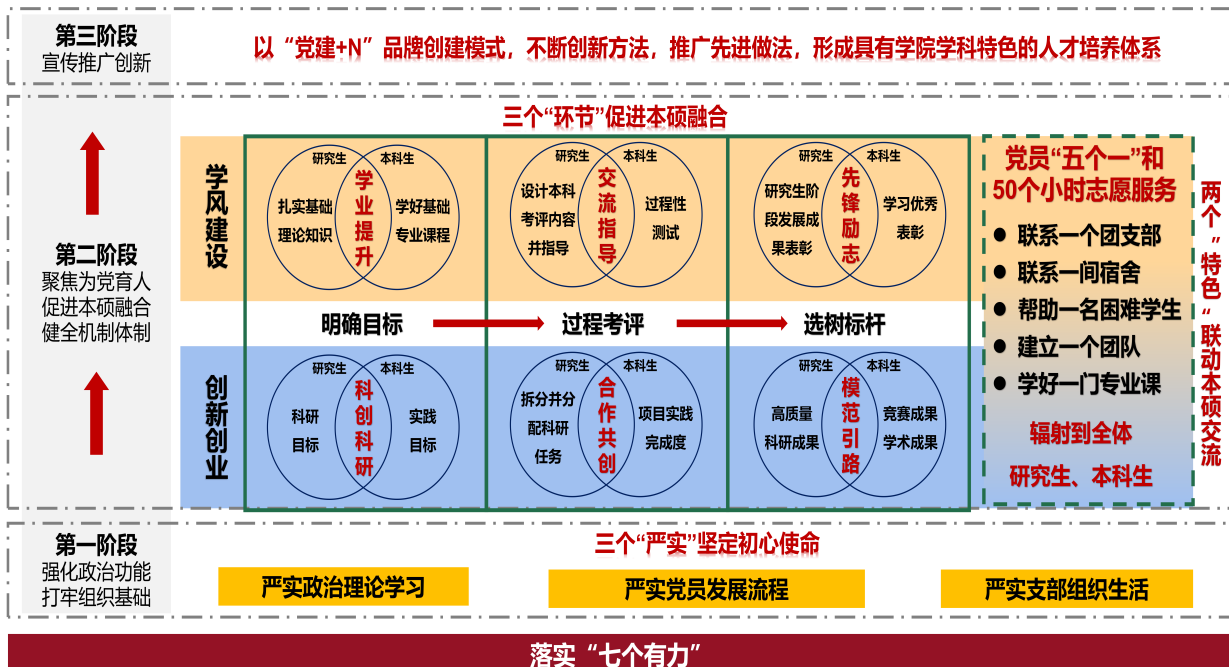 第三阶段
宣传推广创新
以“党建+N”品牌创建模式，不断创新方法，推广先进做法，形成具有学院学科特色的人才培养体系
第二阶段
聚焦为党育人
促进本硕融合
健全机制体制
三个“环节”促进本硕融合
学风建设
研究生
本科生
扎实基础
理论知识
学业提升
学好基础
专业课程
研究生
本科生
设计本科
考评内容
并指导
交流指导
过程性
测试
研究生
本科生
研究生阶
段发展成
果表彰
先锋励志
学习优秀
表彰
明确目标
过程考评
选树标杆
创新创业
研究生
本科生
科研
目标
科创科研
实践
目标
研究生
本科生
拆分并分
配科研
任务
合作共创
项目实践
完成度
研究生
本科生
高质量
科研成果
模范引路
竞赛成果
学术成果
党员“五个一”和
50个小时志愿服务
● 联系一个团支部
● 联系一间宿舍
● 帮助一名困难学生
● 建立一个团队
● 学好一门专业课
辐射到全体
研究生、本科生
两个“特色“联动本硕交流
第一阶段
强化政治功能
打牢组织基础
三个“严实”坚定初心使命
严实政治理论学习
严实党员发展流程
严实支部组织生活
落实“七个有力”